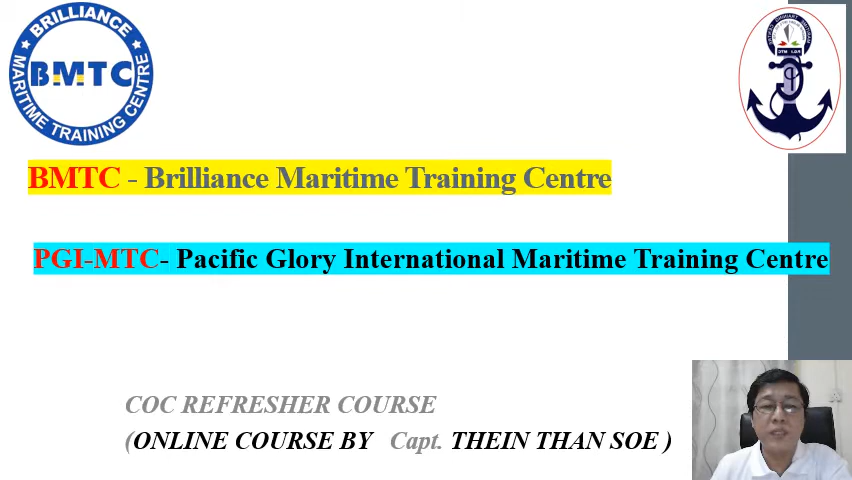 BRILLIANCE
BMTC
MARITIME TRAINING CENTRE
BMTC - Brilliance Maritime Training Centre
PGI-MTC- Pacific Glory International Maritime Training Centre
COC REFRESHER COURSE
(ONLINE COURSE BY Capt. THEIN THAN SOE )